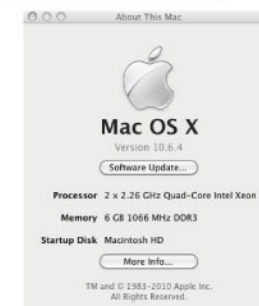 About This Mac
Mac OS X
Version 10.6.4
Software Update...
Processor 2 x 2.26 GHz Quad-Core Intel Xeon
Memory 6 GB 1066 MHz DDR3
Startup Disk Macintosh HD
More Info...
TM and © 1983-2010 Apple Inc.
All Rights Reserved.